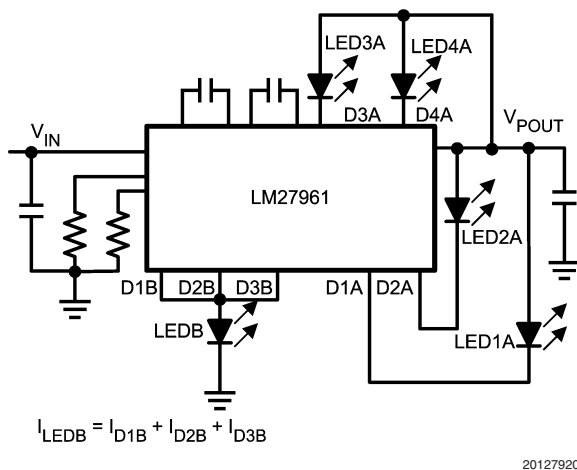 LED3A
LED4A
D3A
D4A
V_IN
V_POUT
LM27961
LED2A
D1B
D2B
D3B
D1A
D2A
LEDB
LED1A
I_LEDB = I_D1B + I_D2B + I_D3B
20127920